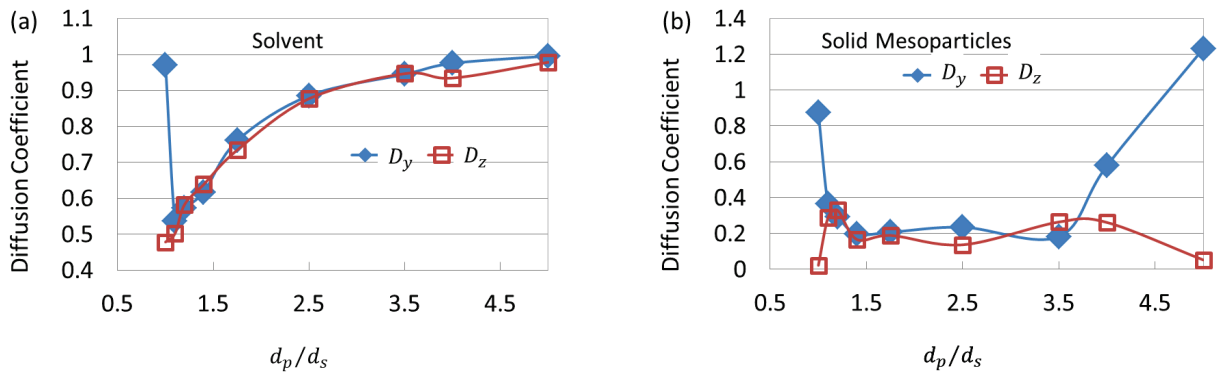 (a)
Solvent
Diffusion Coefficient
1.1
1
0.9
0.8
0.7
0.6
0.5
0.4
D_y D_z
0.5 1.5 2.5 3.5 4.5
d_p/d_s
(b)
Solid Mesoparticles
D_y D_z
Diffusion Coefficient
1.4
1.2
1
0.8
0.6
0.4
0.2
0
0.5 1.5 2.5 3.5 4.5
d_p/d_s